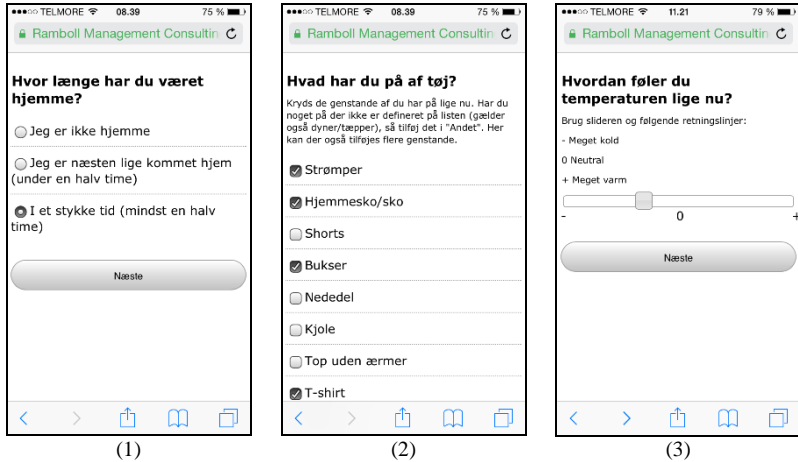 TELMORE 08.39 75 %
Ramboll Management Consultin
Hvor længe har du været
hjemme?
Jeg er ikke hjemme
Jeg er næsten lige kommet hjem
(under en halv time)
I et stykke tid (mindst en halv
time)
Næste
(1)
TELMORE 08.39 75 %
Ramboll Management Consultin
Hvad har du på af tøj?
Kryds de genstande af du har på lige nu. Har du
noget på der ikke er defineret på listen (gælder
også dyner/tæpper), så tilføj det i "Andet". Her
kan der også tilføjes flere genstande.
Strømper
Hjemmesko/sko
Shorts
Bukser
Nededel
Kjole
Top uden ærmer
T-shirt
(2)
TELMORE 11.21 79 %
Ramboll Management Consultin
Hvordan føler du
temperaturen lige nu?
Brug slideren og følgende retningslinjer:
- Meget kold
0 Neutral
+ Meget varm
- 0 +
Næste
(3)